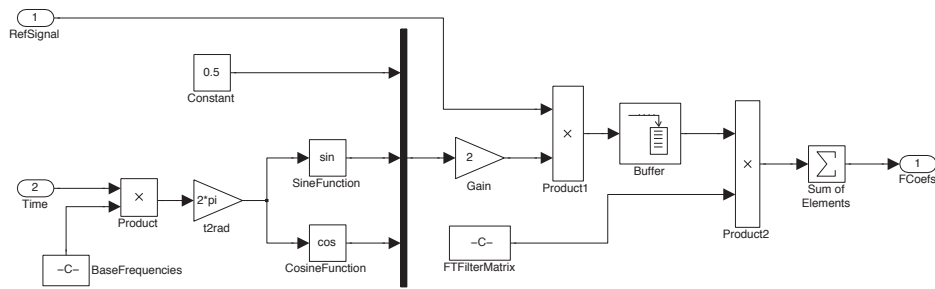 1
RefSignal
0.5
Constant
sin
SineFunction
2
Time
×
Product
2*pi
t2rad
cos
CosineFunction
−C−
BaseFrequencies
2
Gain
×
Product1
Buffer
−C−
FTFilterMatrix
×
Product2
∑
Sum of
Elements
1
FCoefs